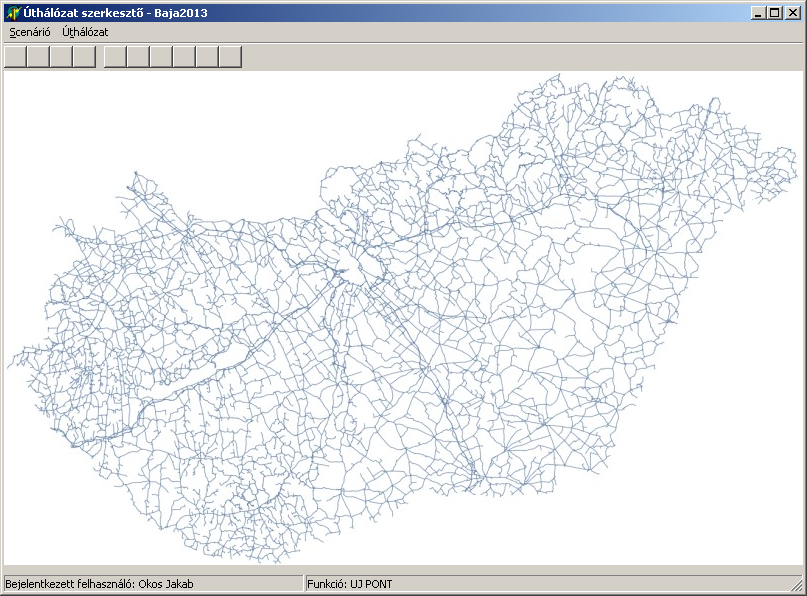 Úthálózat szerkesztő - Baja2013
Scenárió Úthálózat
Bejelentkezett felhasználó: Okos Jakab
Funkció: UJ PONT